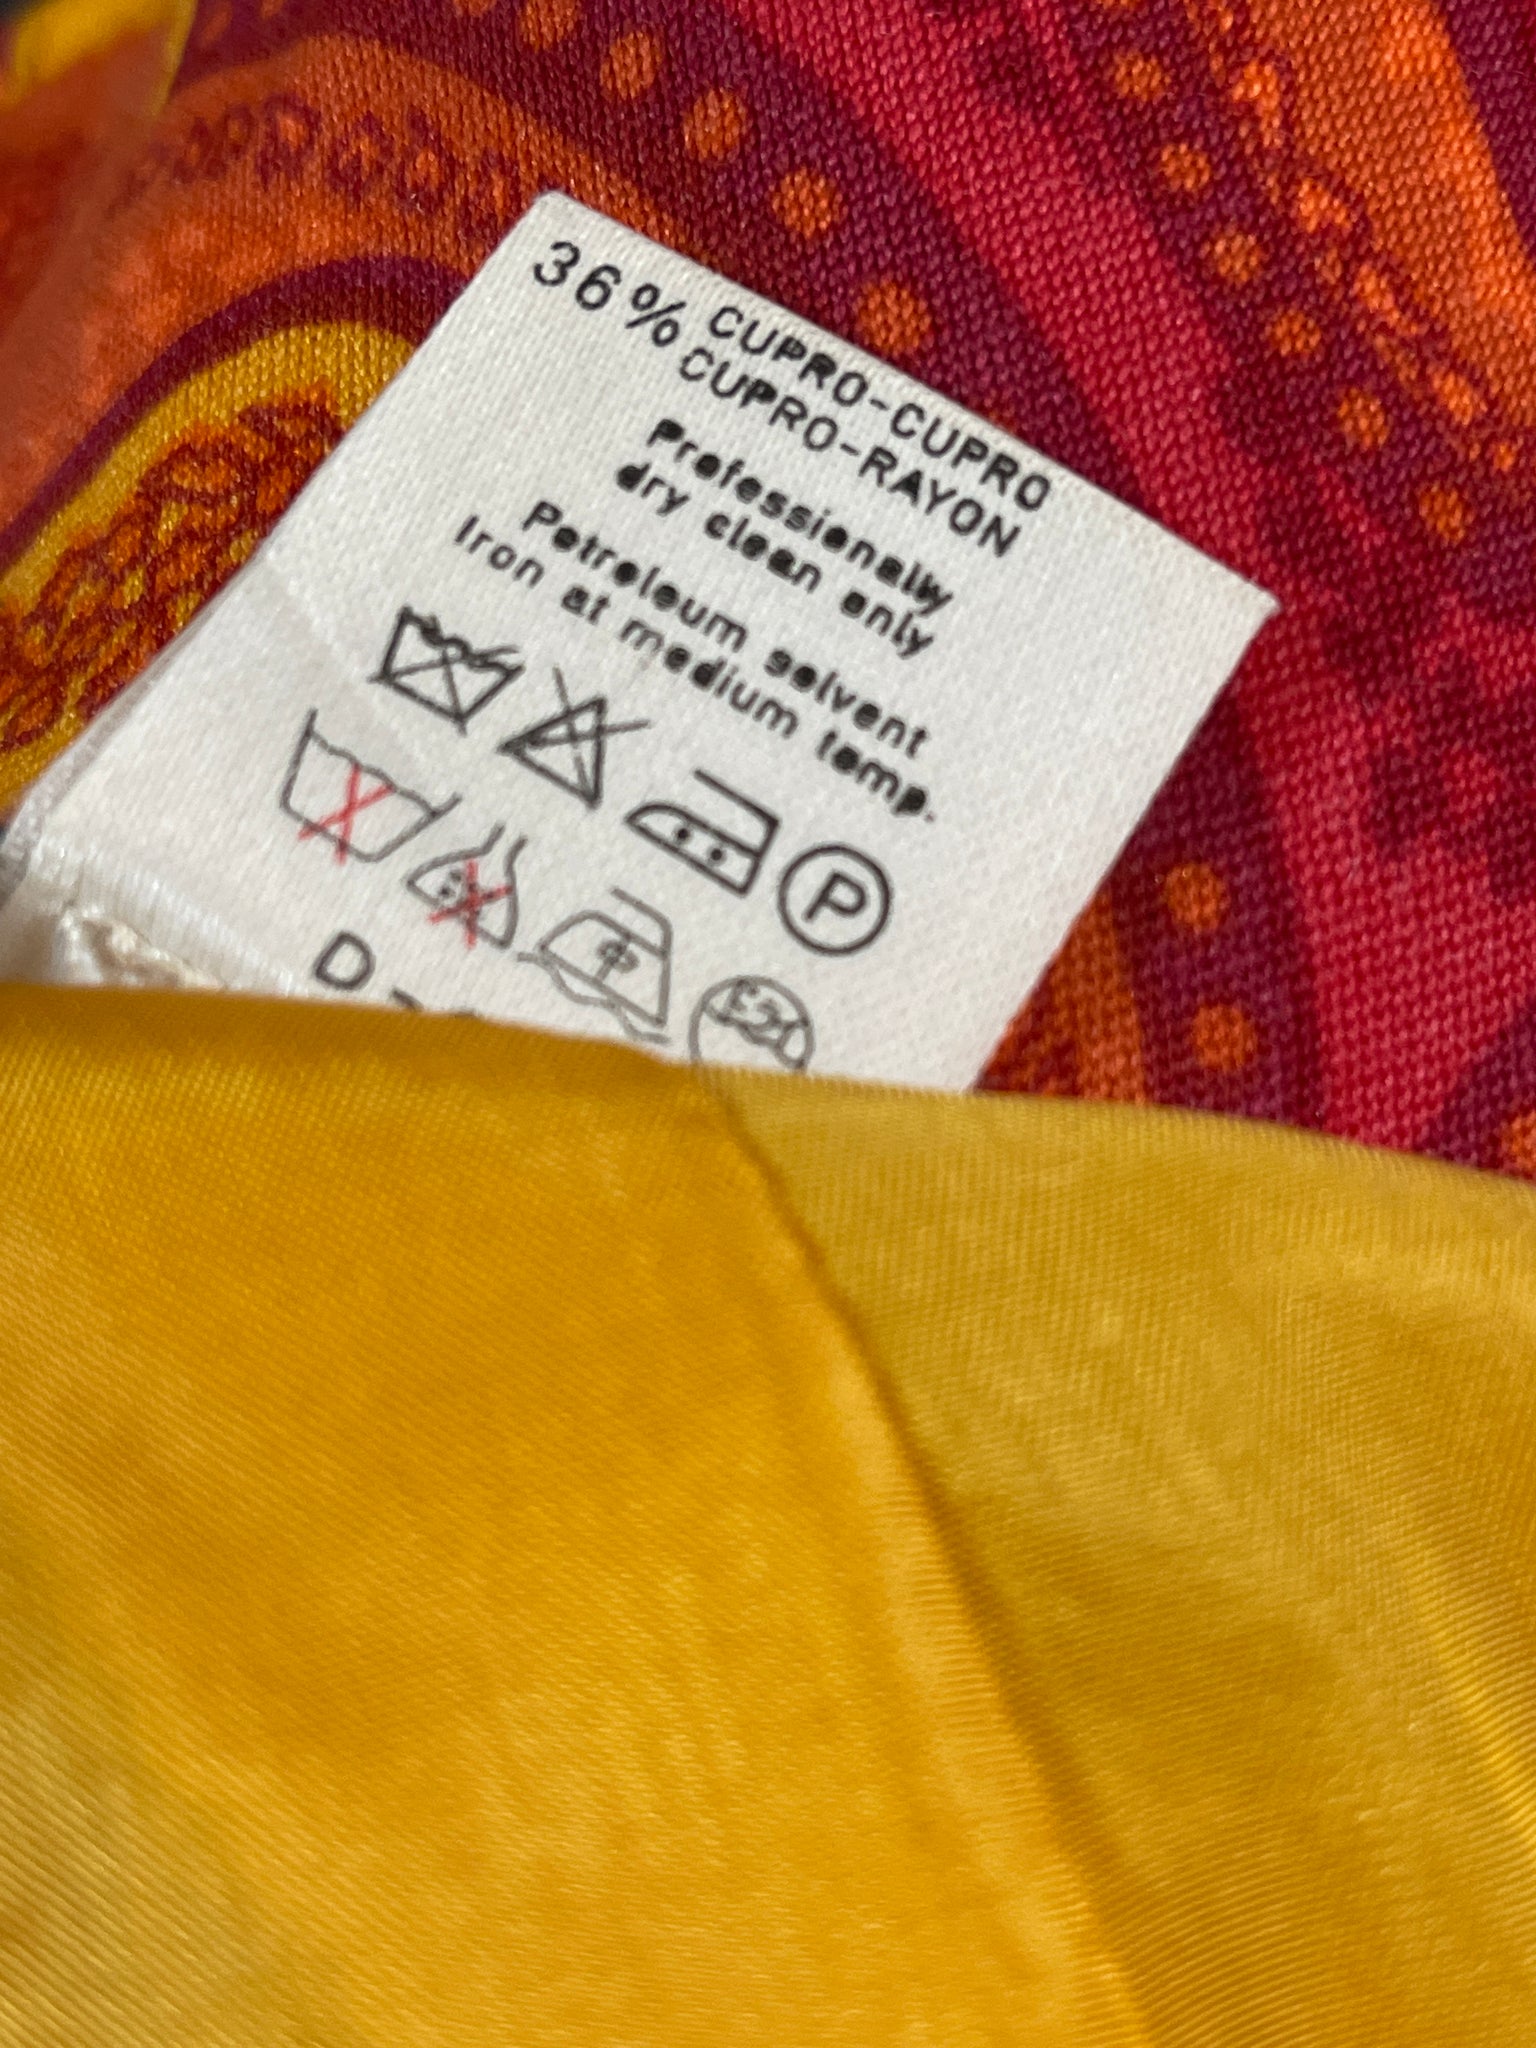 36% CUPRO-CUPRO
CUPRO-RAYON
Professionally
dry clean only
Petroleum solvent
Iron at medium temp.
P
D